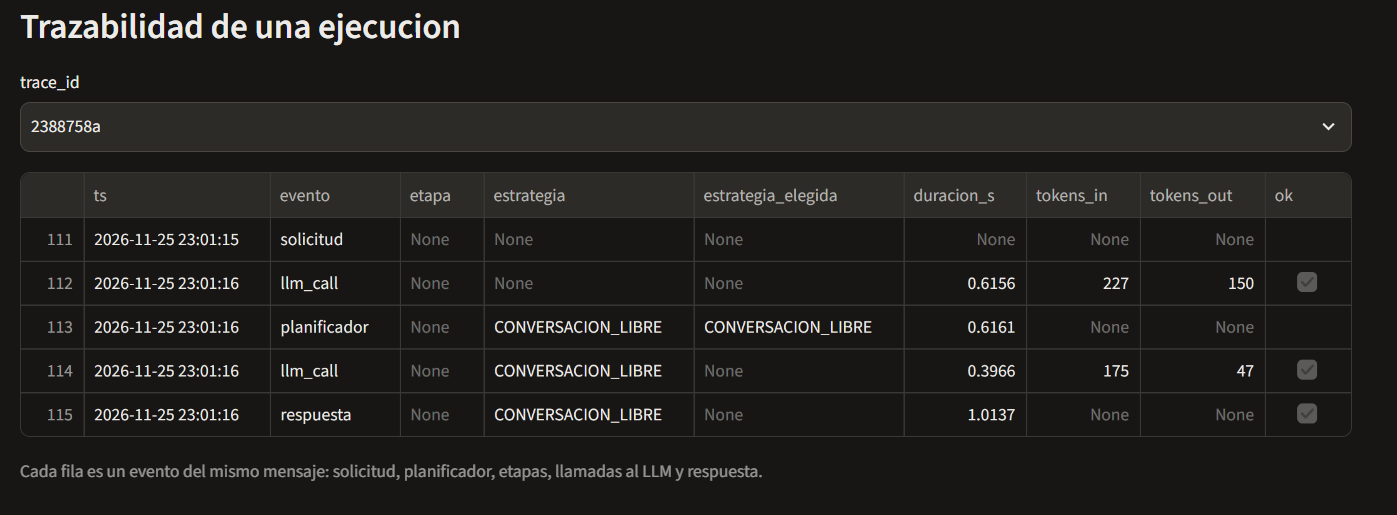 Trazabilidad de una ejecucion
trace_id
2388758a
ts evento etapa estrategia estrategia_elegida duracion_s tokens_in tokens_out ok
111 2026-11-25 23:01:15 solicitud None None None None None None
112 2026-11-25 23:01:16 llm_call None None None 0.6156 227 150
113 2026-11-25 23:01:16 planificador None CONVERSACION_LIBRE CONVERSACION_LIBRE 0.6161 None None
114 2026-11-25 23:01:16 llm_call None CONVERSACION_LIBRE None 0.3966 175 47
115 2026-11-25 23:01:16 respuesta None CONVERSACION_LIBRE None 1.0137 None None
Cada fila es un evento del mismo mensaje: solicitud, planificador, etapas, llamadas al LLM y respuesta.